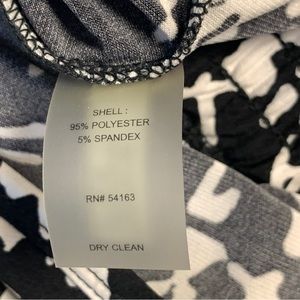 SHELL :
95% POLYESTER
5% SPANDEX
RN# 54163
DRY CLEAN